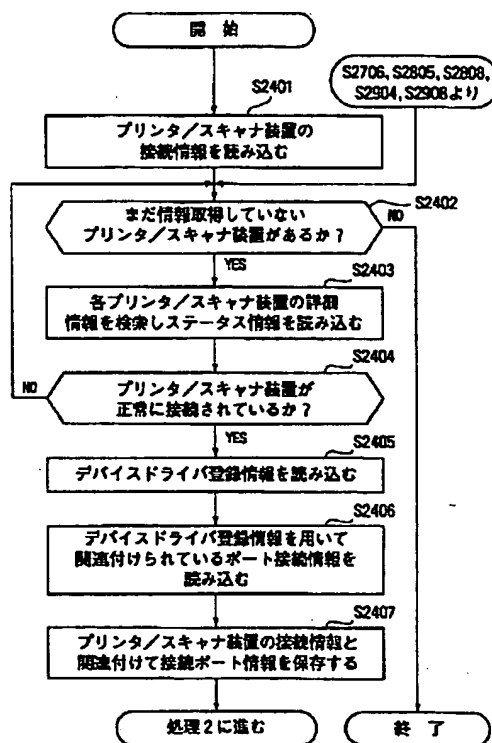 開始
S2706, S2805, S2808,
S2904, S2908より
S2401
プリンタ/スキャナ装置の
接続情報を読み込む
S2402
まだ情報取得していない
プリンタ/スキャナ装置があるか?
NO
YES
S2403
各プリンタ/スキャナ装置の詳細
情報を検索しステータス情報を読み込む
S2404
NO
プリンタ/スキャナ装置が
正常に接続されているか?
YES
S2405
デバイスドライバ登録情報を読み込む
S2406
デバイスドライバ登録情報を用いて
関連付けられているポート接続情報を
読み込む
S2407
プリンタ/スキャナ装置の接続情報と
関連付けて接続ポート情報を保存する
処理2に進む
終了